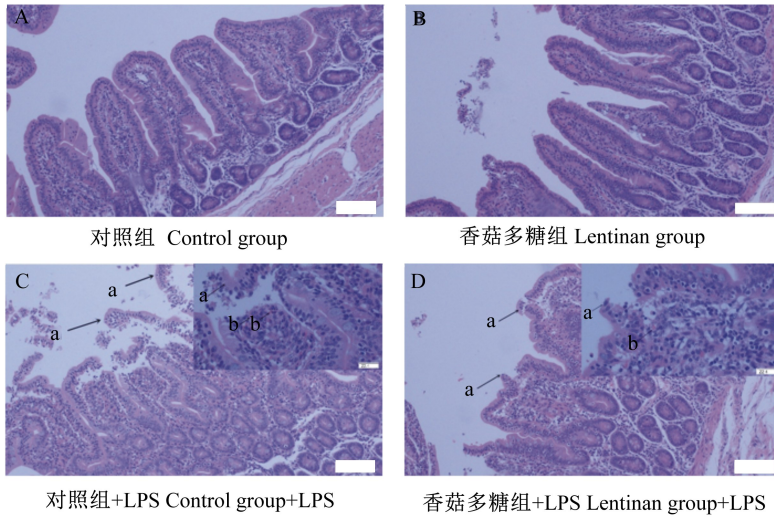 A
B
对照组 Control group
香菇多糖组 Lentinan group
C
a
a
a
b b
D
a
a
a
b
对照组+LPS Control group+LPS
香菇多糖组+LPS Lentinan group+LPS